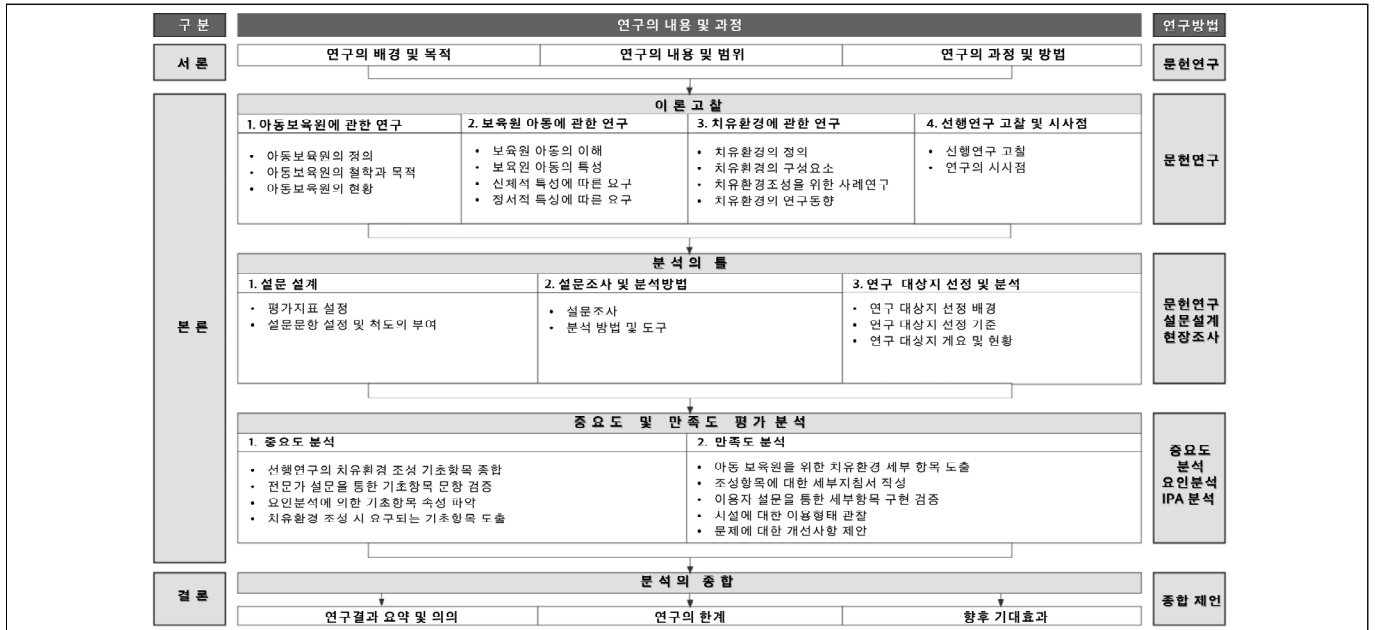 구 분
연구의 내용 및 과정
연구방법
서 론
연구의 배경 및 목적
연구의 내용 및 범위
연구의 과정 및 방법
문헌연구
본 론
이 론 고 찰
1. 아동보육원에 관한 연구
• 아동보육원의 정의
• 아동보육원의 철학과 목적
• 아동보육원의 현황
2. 보육원 아동에 관한 연구
• 보육원 아동의 이해
• 보육원 아동의 특성
• 신체적 특성에 따른 요구
• 정서적 특성에 따른 요구
3. 치유환경에 관한 연구
• 치유환경의 정의
• 치유환경의 구성요소
• 치유환경조성을 위한 사례연구
• 치유환경의 연구동향
4. 선행연구 고찰 및 시사점
• 선행연구 고찰
• 연구의 시사점
문헌연구
분 석 의 틀
1. 설문 설계
• 평가지표 설정
• 설문문항 설정 및 척도의 부여
2. 설문조사 및 분석방법
• 설문조사
• 분석 방법 및 도구
3. 연구 대상지 선정 및 분석
• 연구 대상지 선정 배경
• 연구 대상지 선정 기준
• 연구 대상지 개요 및 현황
문헌연구
설문설계
현장조사
중 요 도 및 만 족 도 평 가 분 석
1. 중요도 분석
• 선행연구의 치유환경 조성 기초항목 종합
• 전문가 설문을 통한 기초항목 문항 검증
• 요인분석에 의한 기초항목 속성 파악
• 치유환경 조성 시 요구되는 기초항목 도출
2. 만족도 분석
• 아동 보육원을 위한 치유환경 세부 항목 도출
• 조성항목에 대한 세부지침서 작성
• 이용자 설문을 통한 세부항목 구현 검증
• 시설에 대한 이용형태 관찰
• 문제에 대한 개선사항 제안
중요도
분석
요인분석
IPA 분석
결 론
분 석 의 종 합
연구결과 요약 및 의의
연구의 한계
향후 기대효과
종합 제언